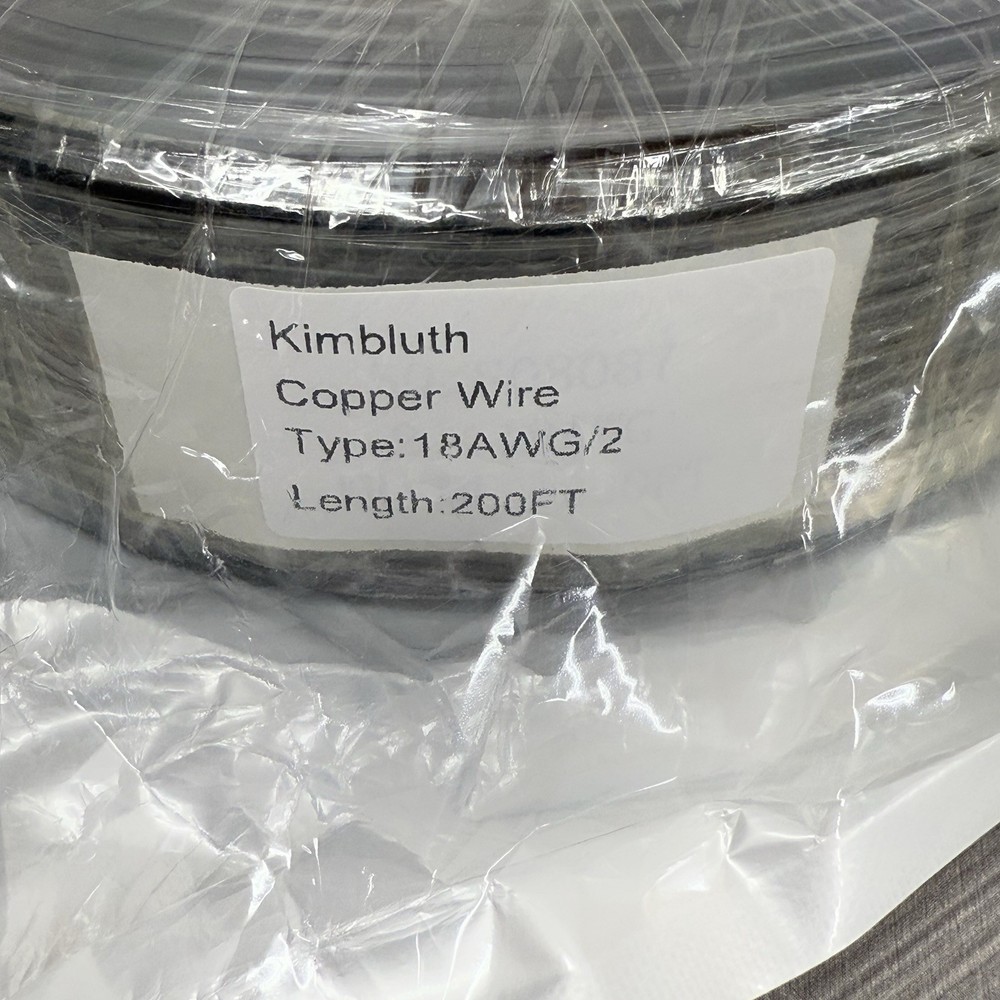 Kimbluth
Copper Wire
Type:18AWG/2
Length:200FT